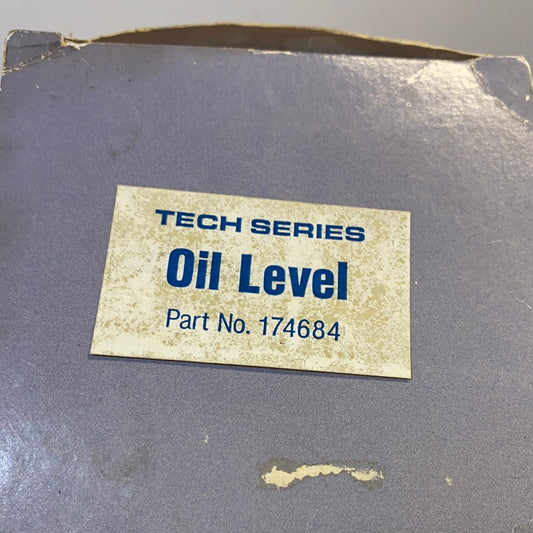 TECH SERIES
Oil Level
Part No. 174684